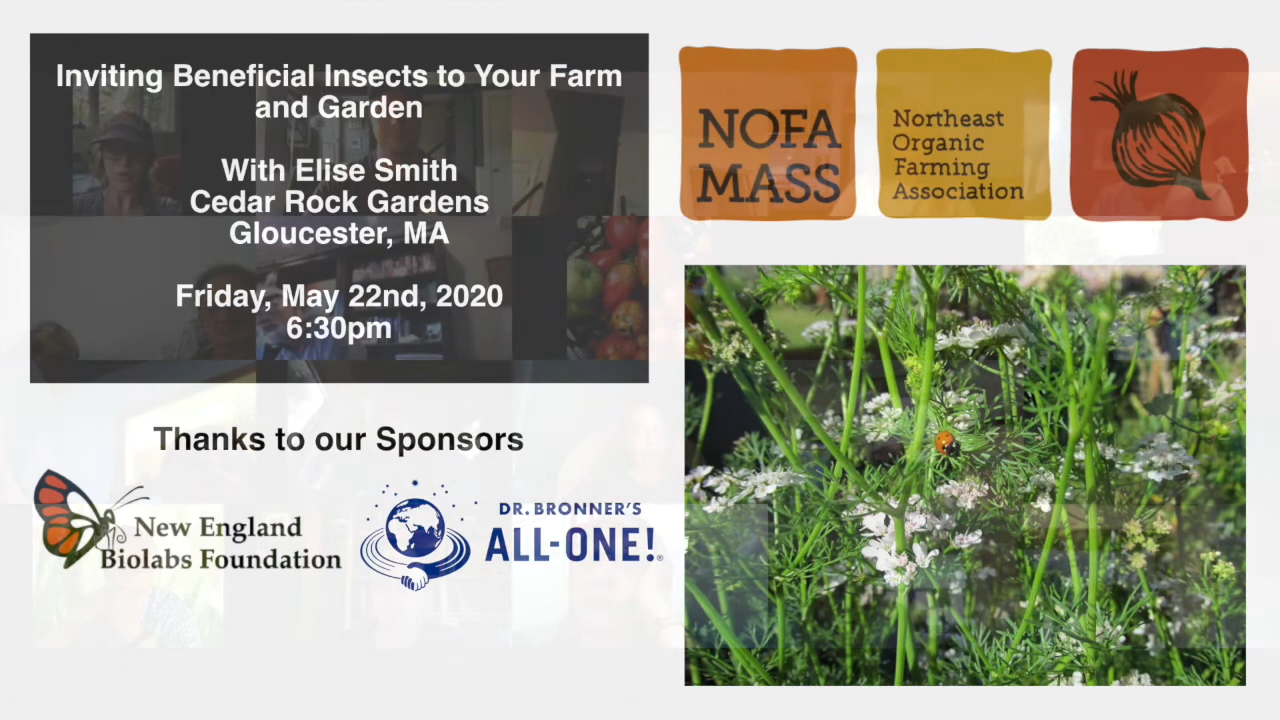 Inviting Beneficial Insects to Your Farm
and Garden
With Elise Smith
Cedar Rock Gardens
Gloucester, MA
Friday, May 22nd, 2020
6:30pm
NOFA
MASS
Northeast
Organic
Farming
Association
Thanks to our Sponsors
New England
Biolabs Foundation
DR. BRONNER'S
ALL-ONE!®